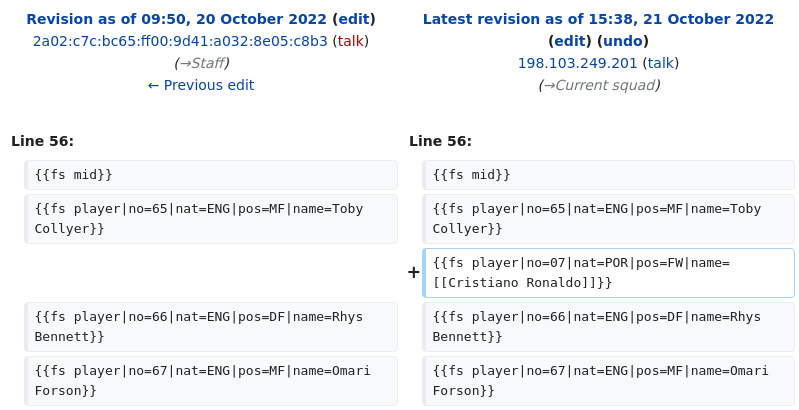 Revision as of 09:50, 20 October 2022 (edit)
2a02:c7c:bc65:ff00:9d41:a032:8e05:c8b3 (talk)
(→Staff)
← Previous edit
Latest revision as of 15:38, 21 October 2022
(edit) (undo)
198.103.249.201 (talk)
(→Current squad)
Line 56:
Line 56:
{{fs mid}}
{{fs mid}}
{{fs player|no=65|nat=ENG|pos=MF|name=Toby
Collyer}}
{{fs player|no=65|nat=ENG|pos=MF|name=Toby
Collyer}}
+
{{fs player|no=07|nat=POR|pos=FW|name=
[[Cristiano Ronaldo]]}}
{{fs player|no=66|nat=ENG|pos=DF|name=Rhys
Bennett}}
{{fs player|no=66|nat=ENG|pos=DF|name=Rhys
Bennett}}
{{fs player|no=67|nat=ENG|pos=MF|name=Omari
Forson}}
{{fs player|no=67|nat=ENG|pos=MF|name=Omari
Forson}}